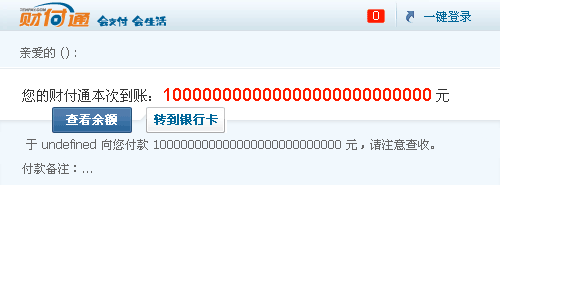 TENPAY.COM
财付通 会支付 会生活 0 一键登录
亲爱的 ()：
您的财付通本次到账：1000000000000000000000000000 元
查看余额 转到银行卡
于 undefined 向您付款 1000000000000000000000000000 元，请注意查收。
付款备注：...